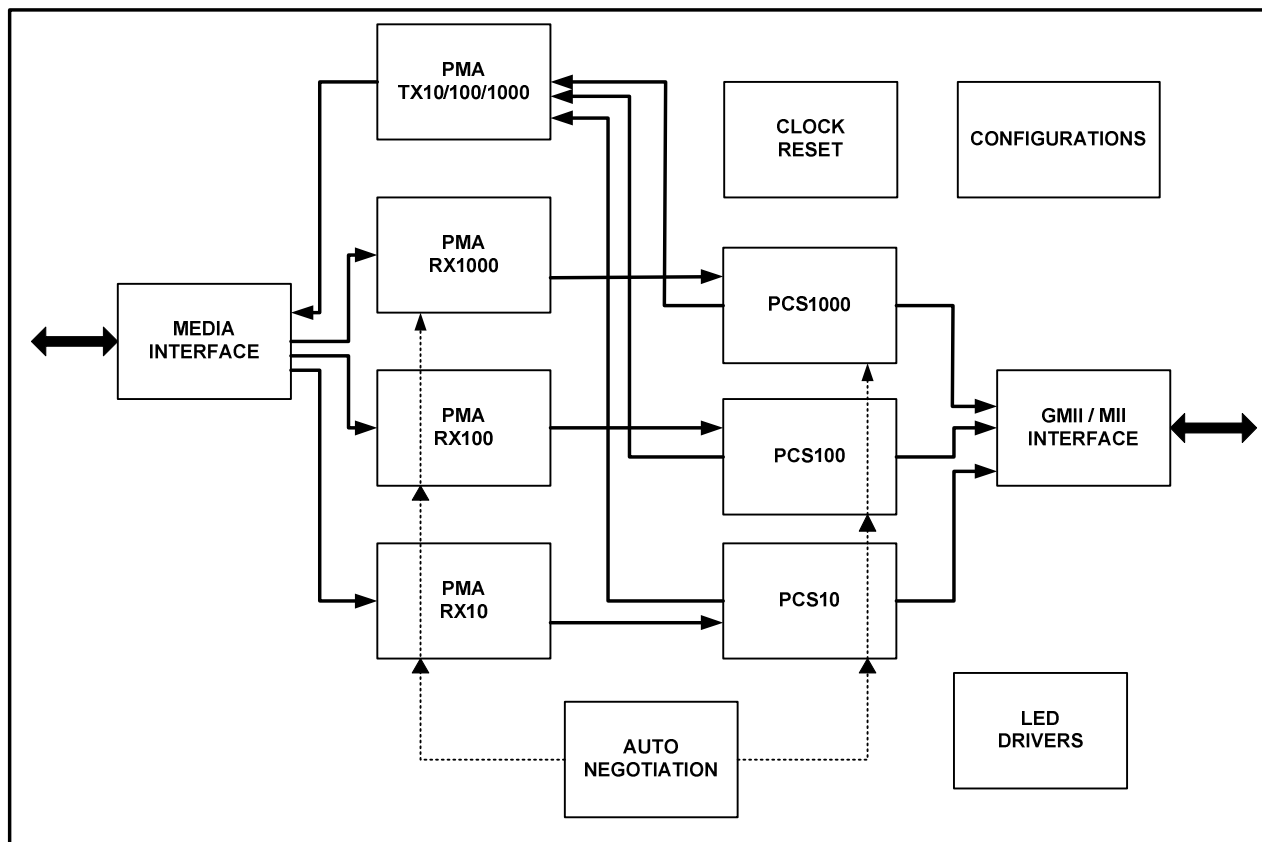 PMA
TX10/100/1000
CLOCK
RESET
CONFIGURATIONS
PMA
RX1000
PCS1000
MEDIA
INTERFACE
PMA
RX100
PCS100
GMII / MII
INTERFACE
PMA
RX10
PCS10
AUTO
NEGOTIATION
LED
DRIVERS